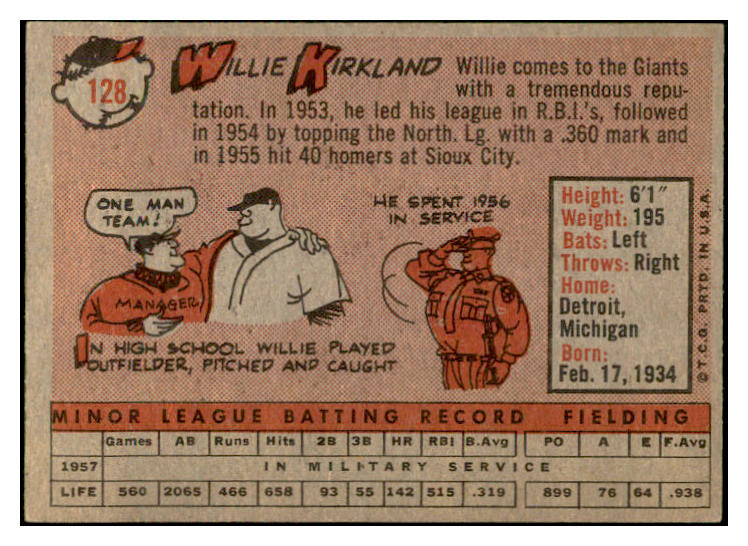 128
WILLIE KIRKLAND
Willie comes to the Giants
with a tremendous repu-
tation. In 1953, he led his league in R.B.I.'s, followed
in 1954 by topping the North. Lg. with a .360 mark and
in 1955 hit 40 homers at Sioux City.
ONE MAN
TEAM!
MANAGER
IN HIGH SCHOOL WILLIE PLAYED
OUTFIELDER, PITCHED AND CAUGHT
HE SPENT 1956
IN SERVICE
Height: 6'1"
Weight: 195
Bats: Left
Throws: Right
Home:
Detroit,
Michigan
Born:
Feb. 17, 1934
© T.C.G. PRTD. IN U.S.A.
MINOR LEAGUE BATTING RECORD FIELDING
Games AB Runs Hits 2B 3B HR RBI B.Avg PO A E F.Avg
1957 IN MILITARY SERVICE
LIFE 560 2065 466 658 93 55 142 515 .319 899 76 64 .938